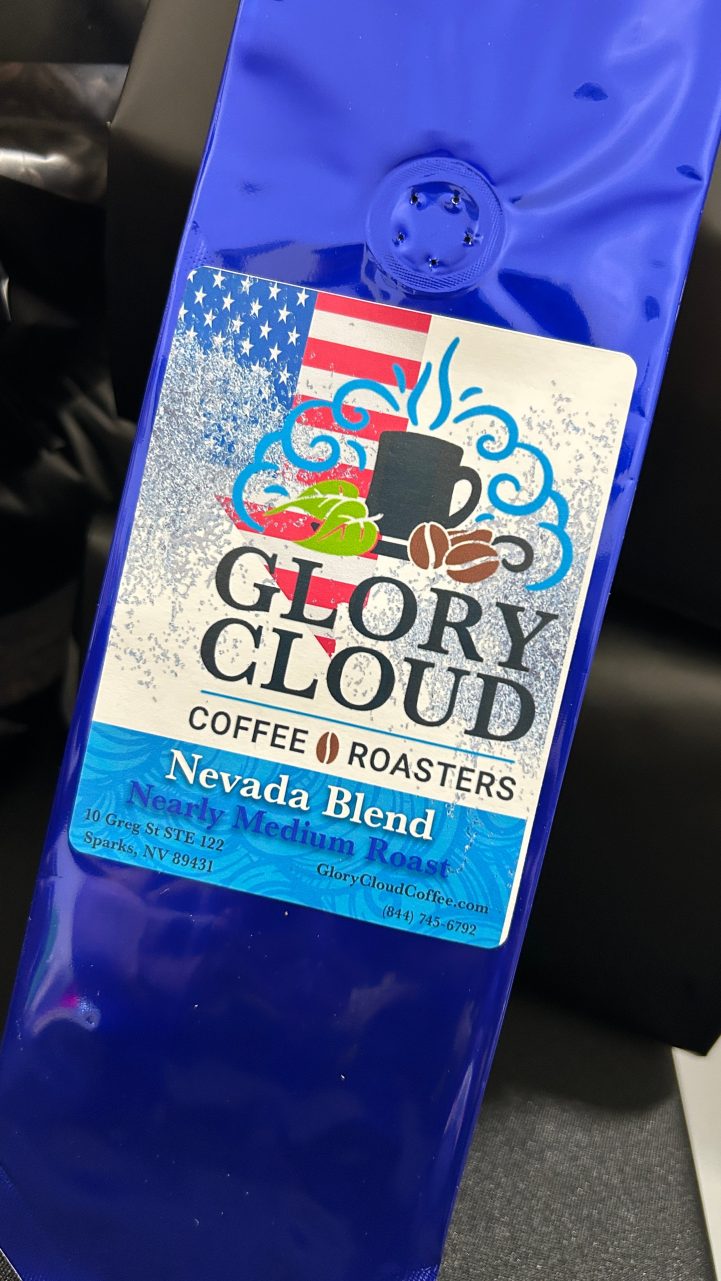 GLORY
CLOUD
COFFEE ROASTERS
Nevada Blend
Nearly Medium Roast
10 Greg St STE 122
Sparks, NV 89431
GloryCloudCoffee.com
(844) 745-6792